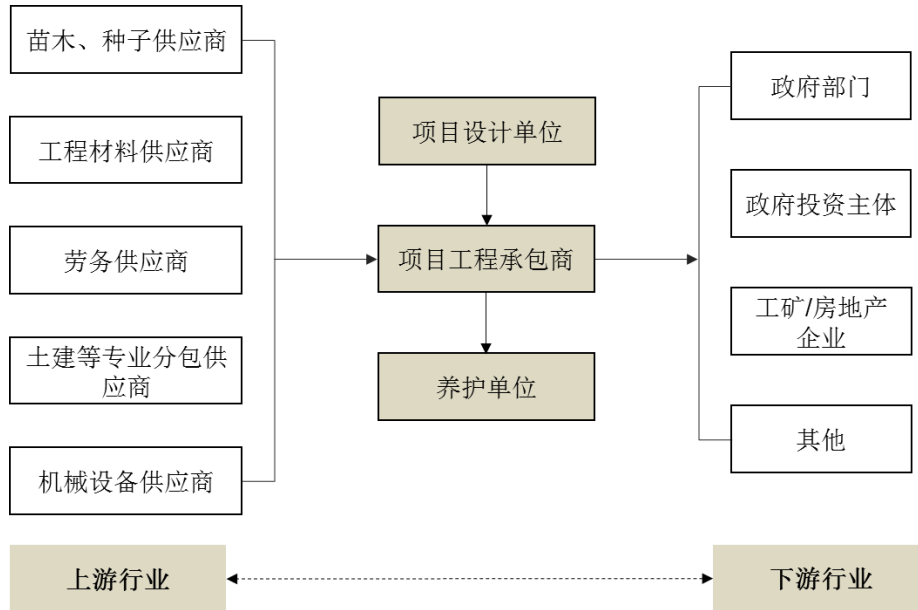 苗木、种子供应商
工程材料供应商
劳务供应商
土建等专业分包供
应商
机械设备供应商
项目设计单位
项目工程承包商
养护单位
政府部门
政府投资主体
工矿/房地产
企业
其他
上游行业
下游行业